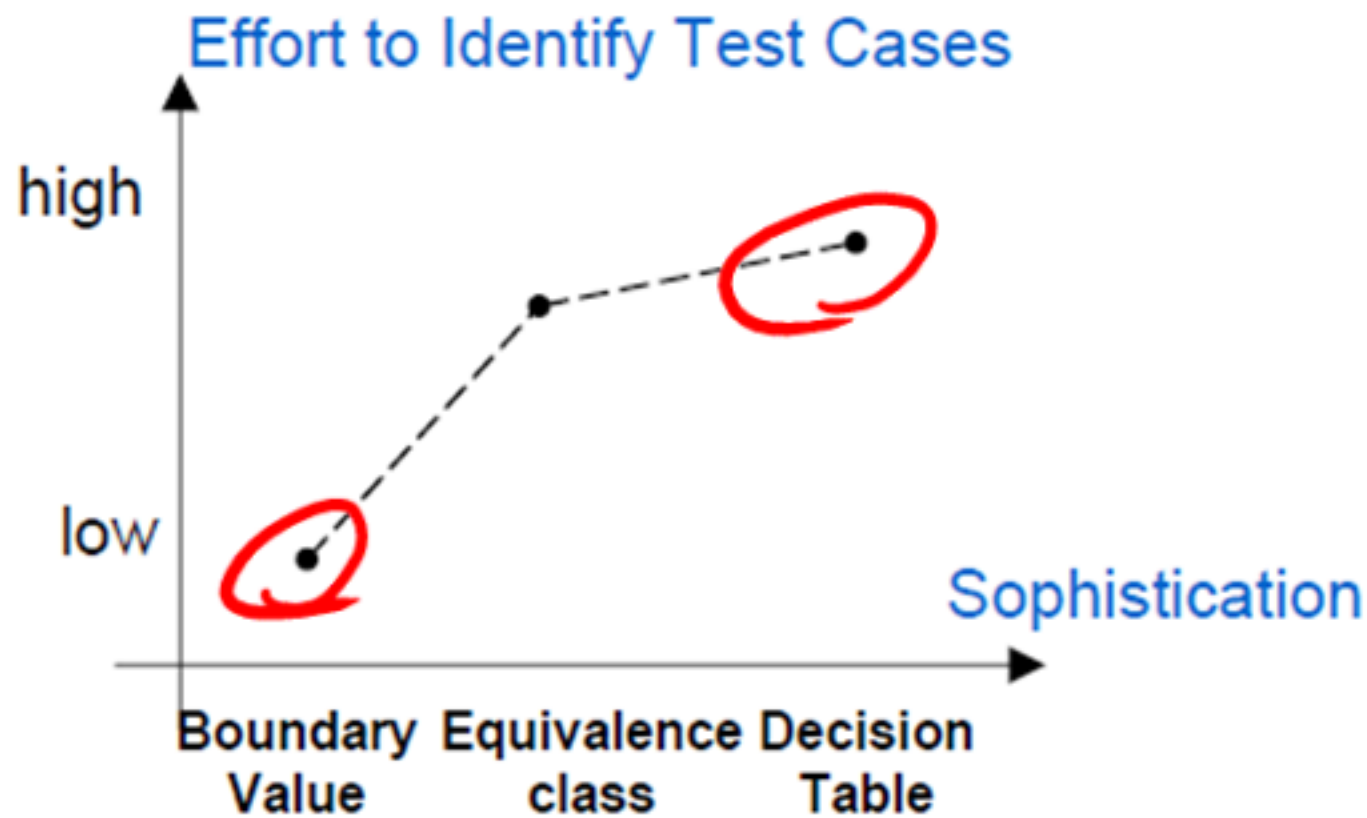 Effort to Identify Test Cases
high
low
Sophistication
Boundary Equivalence Decision
Value class Table